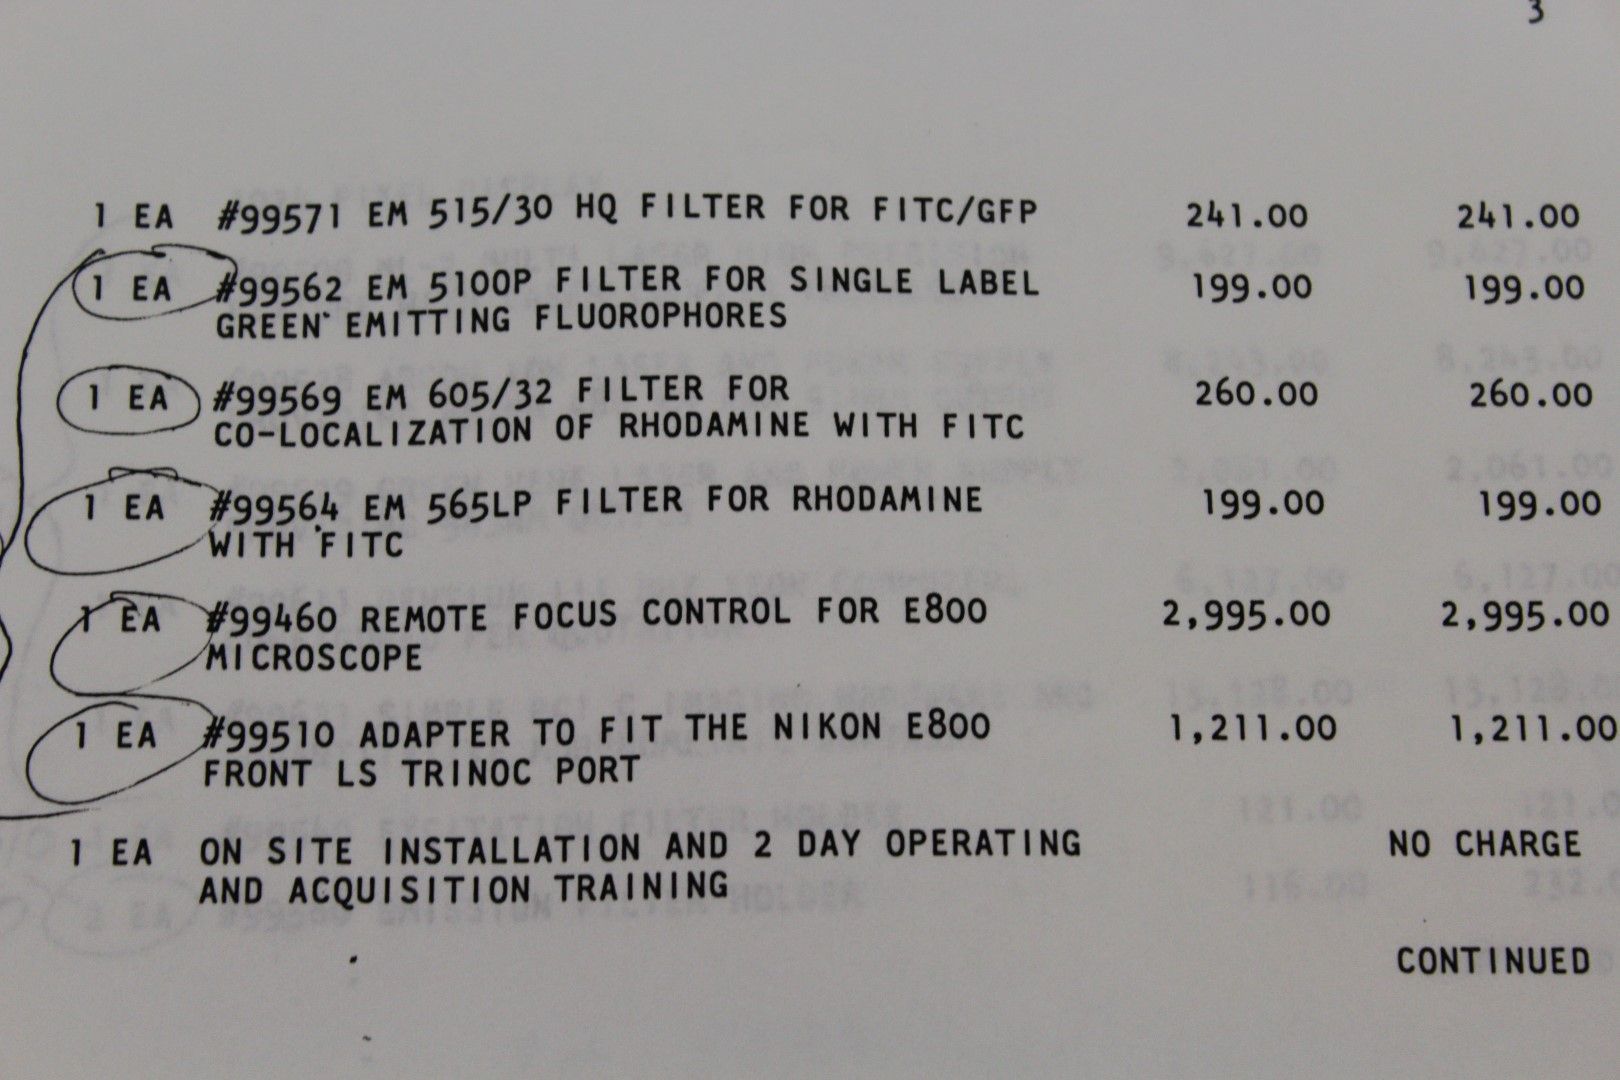 3
1 EA #99571 EM 515/30 HQ FILTER FOR FITC/GFP 241.00 241.00
1 EA #99562 EM 510OP FILTER FOR SINGLE LABEL 199.00 199.00
GREEN EMITTING FLUOROPHORES
1 EA #99569 EM 605/32 FILTER FOR 260.00 260.00
CO-LOCALIZATION OF RHODAMINE WITH FITC
1 EA #99564 EM 565LP FILTER FOR RHODAMINE 199.00 199.00
WITH FITC
1 EA #99460 REMOTE FOCUS CONTROL FOR E800 2,995.00 2,995.00
MICROSCOPE
1 EA #99510 ADAPTER TO FIT THE NIKON E800 1,211.00 1,211.00
FRONT LS TRINOC PORT
1 EA ON SITE INSTALLATION AND 2 DAY OPERATING NO CHARGE
AND ACQUISITION TRAINING
CONTINUED